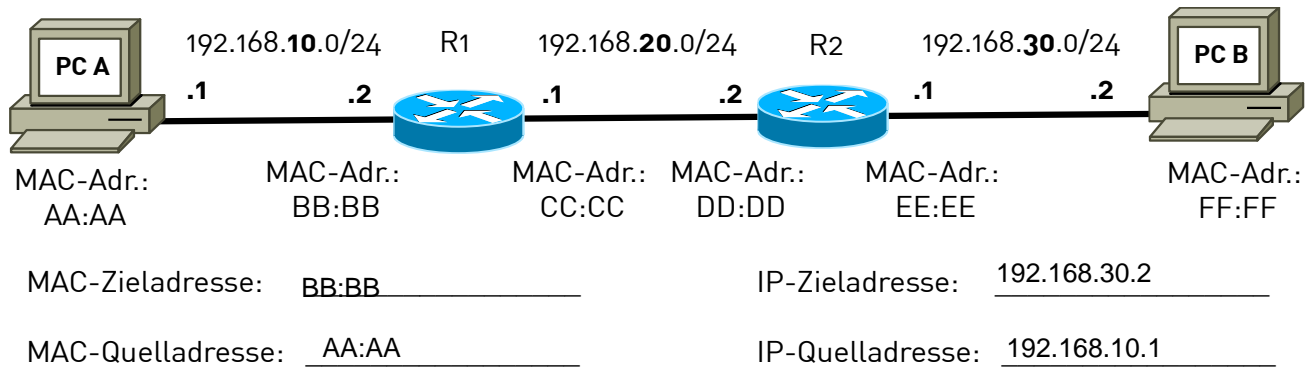 PC A
192.168.10.0/24 R1 192.168.20.0/24 R2 192.168.30.0/24
PC B
.1 .2 .1 .2 .1 .2
MAC-Adr.: MAC-Adr.: MAC-Adr.: MAC-Adr.: MAC-Adr.: MAC-Adr.:
AA:AA BB:BB CC:CC DD:DD EE:EE FF:FF
MAC-Zieladresse: BB:BB IP-Zieladresse: 192.168.30.2
MAC-Quelladresse: AA:AA IP-Quelladresse: 192.168.10.1